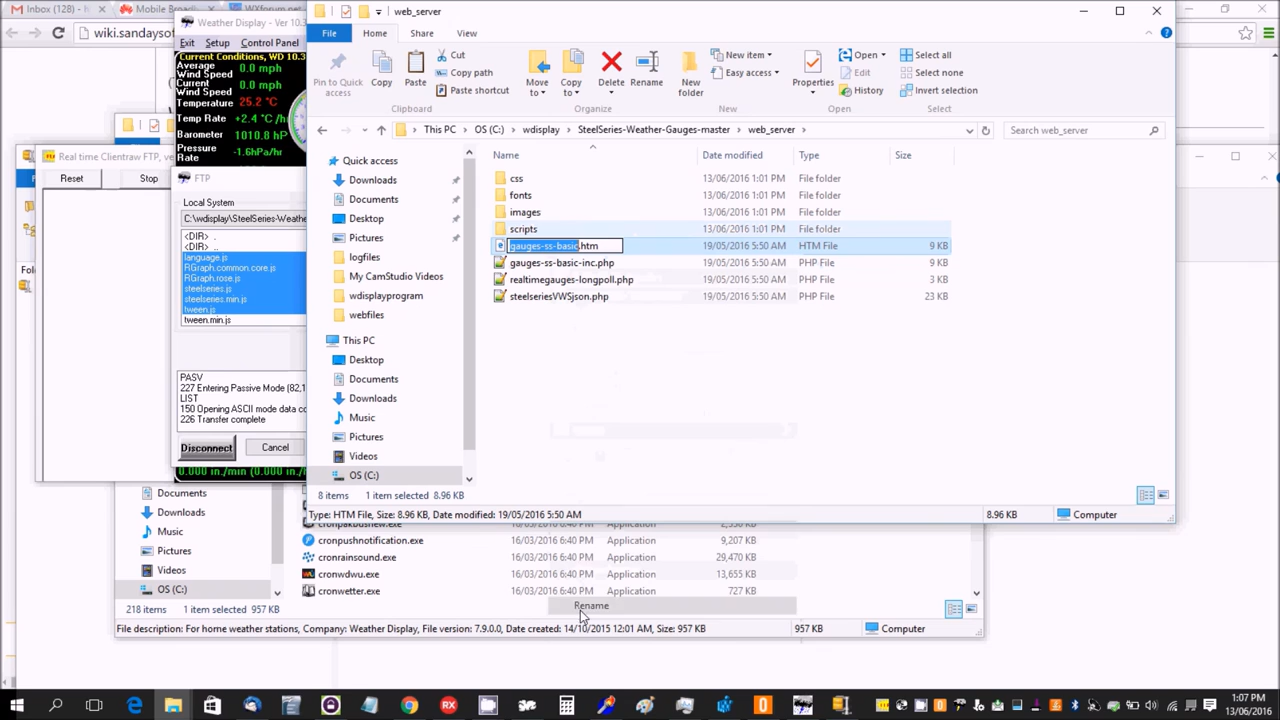 Inbox (128) - h
Mobile Broad
WXforum.net
wiki.sandaysof
Weather Display - Ver 10.3
Exit Setup Control Panel
Current Conditions, WD 10.3
Average
Wind Speed 0.0 mph
Current
Wind Speed 0.0 mph
Temperature 25.2 °C
Temp Rate +2.4 °C /hr
Barometer 1010.8 hP
Pressure
Rate -1.6hPa/hr
Real time Clientraw FTP, ve
Reset Stop
FTP
Local System
C:\wdisplay\SteelSeries-Weathe
<DIR> .
<DIR> ..
language.js
RGraph.common.core.js
RGraph.rose.js
steelseries.js
steelseries.min.js
tween.js
tween.min.js
PASV
227 Entering Passive Mode (82,1
LIST
150 Opening ASCII mode data co
226 Transfer complete
Disconnect Cancel
0.000 in./min (0.000 in./hr
Folde
web_server
File Home Share View
Pin to Quick access
Copy
Paste
Cut
Copy path
Paste shortcut
Clipboard
Move to
Copy to
Delete
Rename
Organize
New folder
New item
Easy access
New
Properties
Open
Edit
History
Open
Select all
Select none
Invert selection
Select
This PC OS (C:) wdisplay SteelSeries-Weather-Gauges-master web_server
Search web_server
Quick access
Downloads
Desktop
Documents
Pictures
logfiles
My CamStudio Videos
wdisplayprogram
webfiles
This PC
Desktop
Documents
Downloads
Music
Pictures
Videos
OS (C:)
Name Date modified Type Size
css 13/06/2016 1:01 PM File folder
fonts 13/06/2016 1:01 PM File folder
images 13/06/2016 1:01 PM File folder
scripts 13/06/2016 1:01 PM File folder
gauges-ss-basic.htm 19/05/2016 5:50 AM HTM File 9 KB
gauges-ss-basic-inc.php 19/05/2016 5:50 AM PHP File 9 KB
realtimegauges-longpoll.php 19/05/2016 5:50 AM PHP File 3 KB
steelseriesVWSjson.php 19/05/2016 5:50 AM PHP File 23 KB
8 items 1 item selected 8.96 KB
Type: HTM File, Size: 8.96 KB, Date modified: 19/05/2016 5:50 AM 8.96 KB Computer
Documents
Downloads
Music
Pictures
Videos
OS (C:)
cronpushnotification.exe 16/03/2016 6:40 PM Application 9,207 KB
cronrainsound.exe 16/03/2016 6:40 PM Application 29,470 KB
cronwdwu.exe 16/03/2016 6:40 PM Application 13,655 KB
cronwetter.exe 16/03/2016 6:40 PM Application 727 KB
Rename
218 items 1 item selected 957 KB
File description: For home weather stations, Company: Weather Display, File version: 7.9.0.0, Date created: 14/10/2015 12:01 AM, Size: 957 KB 957 KB Computer
RX
ENG
1:07 PM
13/06/2016